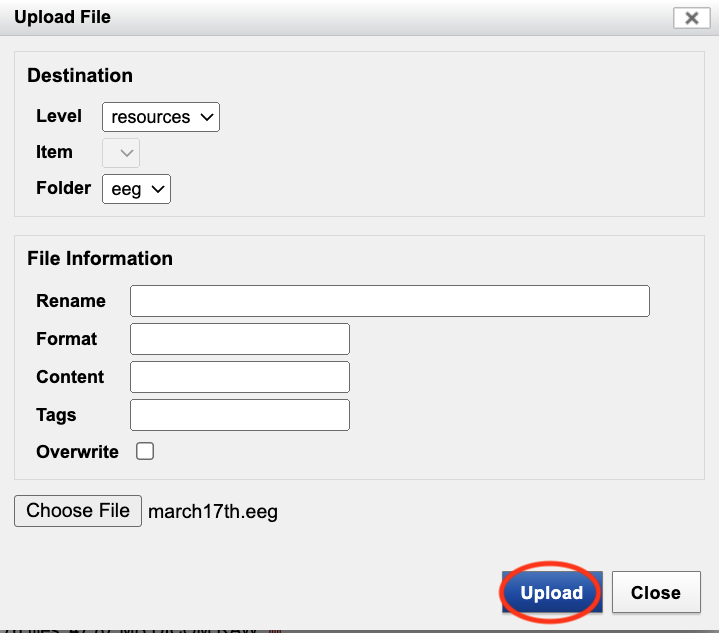 Upload File
Destination
Level resources
Item
Folder eeg
File Information
Rename
Format
Content
Tags
Overwrite
Choose File march17th.eeg
Upload Close